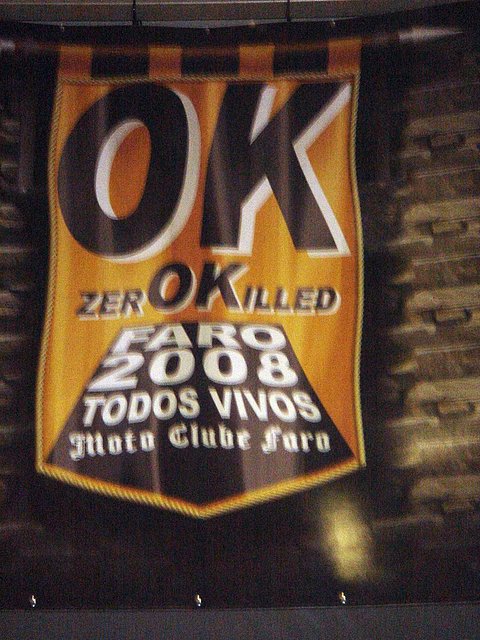 OK
ZEROKILLED
FARO
2008
TODOS VIVOS
Moto Clube Faro